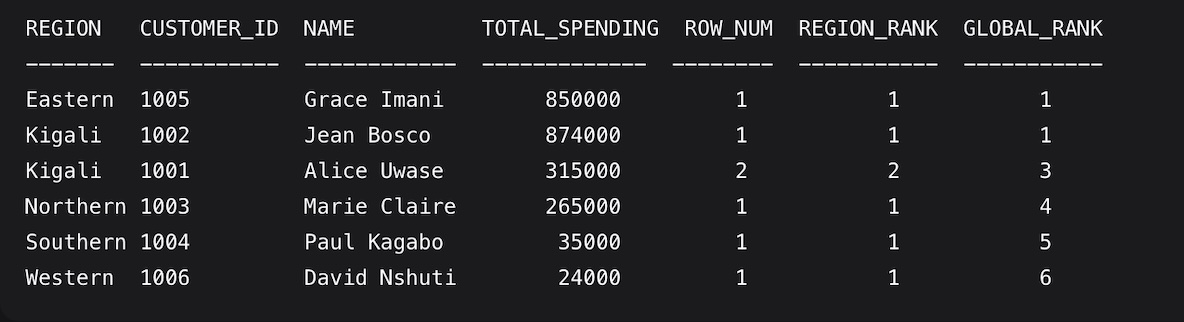 REGION CUSTOMER_ID NAME TOTAL_SPENDING ROW_NUM REGION_RANK GLOBAL_RANK
------- ----------- ------------ ------------- -------- ----------- -----------
Eastern 1005 Grace Imani 850000 1 1 1
Kigali 1002 Jean Bosco 874000 1 1 1
Kigali 1001 Alice Uwase 315000 2 2 3
Northern 1003 Marie Claire 265000 1 1 4
Southern 1004 Paul Kagabo 35000 1 1 5
Western 1006 David Nshuti 24000 1 1 6